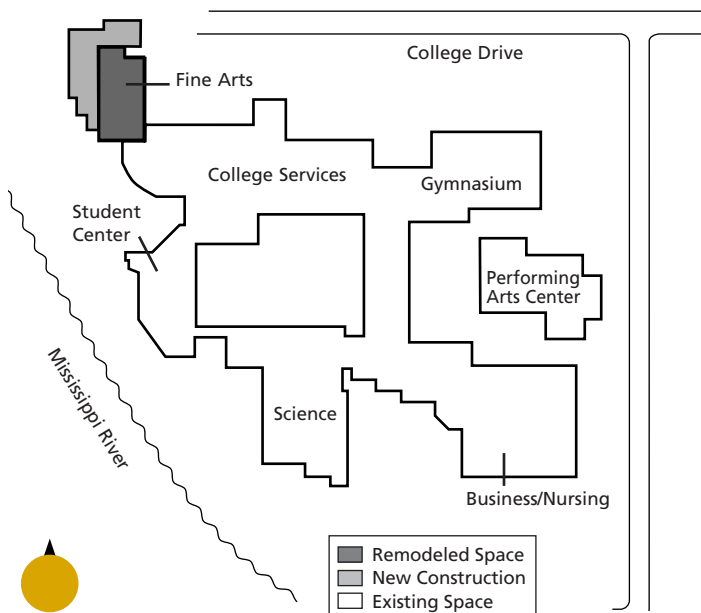 College Drive
Fine Arts
College Services
Gymnasium
Student
Center
Performing
Arts Center
Mississippi River
Science
Business/Nursing
Remodeled Space
New Construction
Existing Space